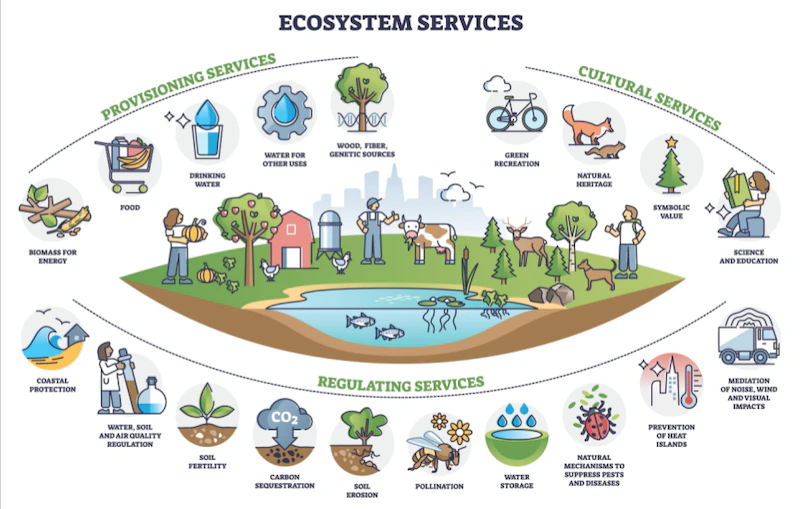 ECOSYSTEM SERVICES
PROVISIONING SERVICES
BIOMASS FOR
ENERGY
FOOD
DRINKING
WATER
WATER FOR
OTHER USES
WOOD, FIBER,
GENETIC SOURCES
CULTURAL SERVICES
GREEN
RECREATION
NATURAL
HERITAGE
SYMBOLIC
VALUE
SCIENCE
AND EDUCATION
REGULATING SERVICES
COASTAL
PROTECTION
WATER, SOIL
AND AIR QUALITY
REGULATION
SOIL
FERTILITY
CO₂
CARBON
SEQUESTRATION
SOIL
EROSION
POLLINATION
WATER
STORAGE
NATURAL
MECHANISMS TO
SUPPRESS PESTS
AND DISEASES
PREVENTION
OF HEAT
ISLANDS
MEDIATION
OF NOISE, WIND
AND VISUAL
IMPACTS